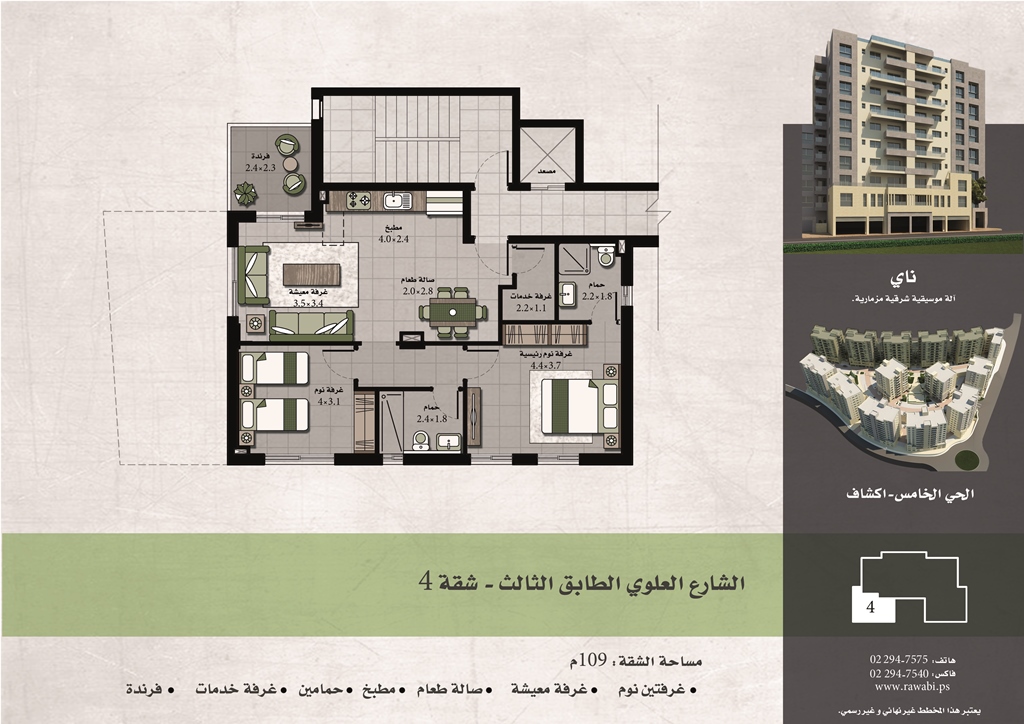 فرندة
2.4×2.3
مصعد
مطبخ
4.0×2.4
صالة طعام
2.0×2.8
غرفة معيشة
3.5×3.4
غرفة خدمات
2.2×1.1
حمام
2.2×1.8
غرفة نوم رئيسية
4.4×3.7
غرفة نوم
4×3.1
حمام
2.4×1.8
ناي
آلة موسيقية شرقية مزمارية.
الحي الخامس-اكشاف
4
الشارع العلوي الطابق الثالث - شقة 4
مساحة الشقة: 109م
• غرفتين نوم • غرفة معيشة • صالة طعام • مطبخ • حمامين • غرفة خدمات • فرندة
هاتف: 02 294-7575
فاكس: 02 294-7540
www.rawabi.ps
يعتبر هذا المخطط غير نهائي و غير رسمي.